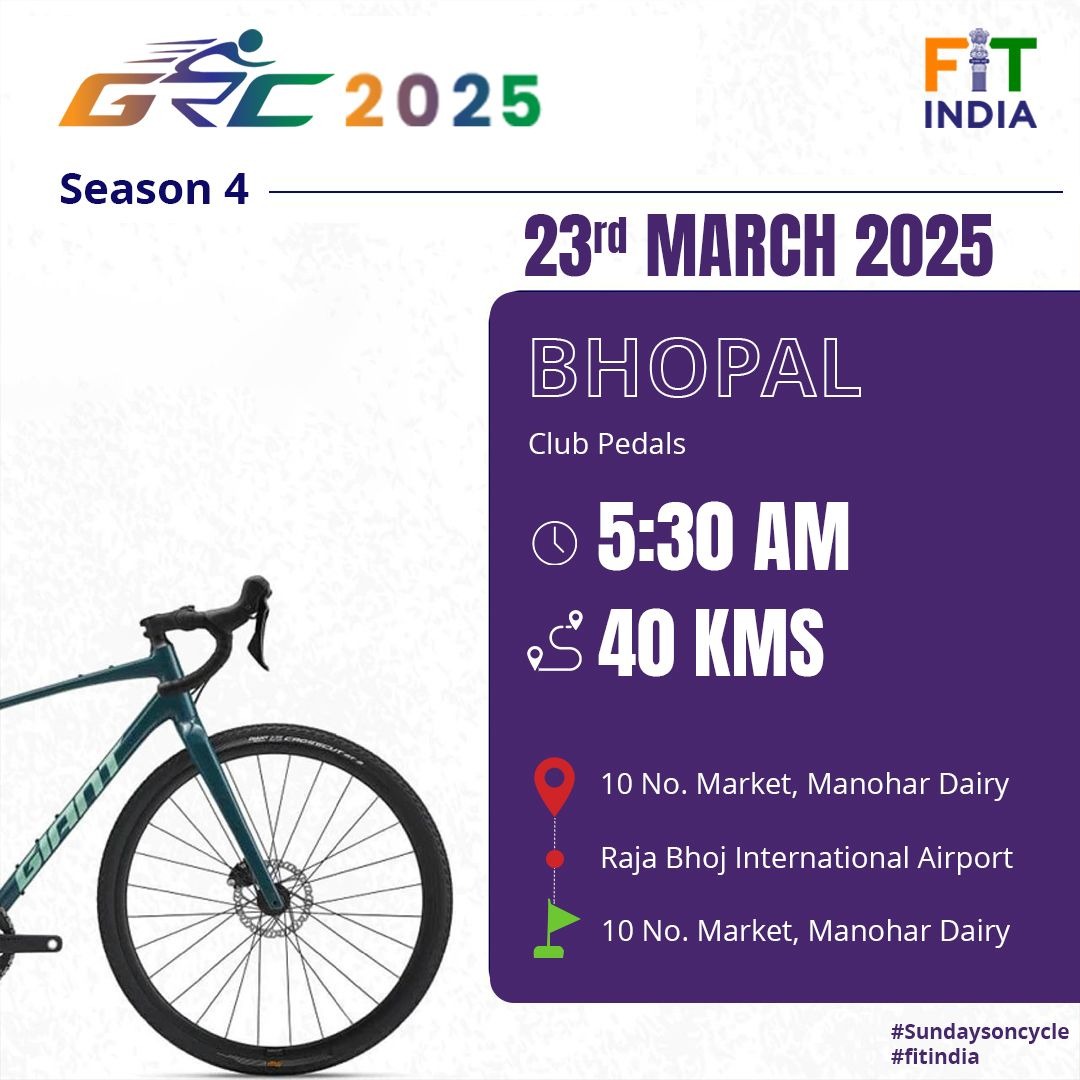 GRC 2025
FIT
INDIA
Season 4
23rd MARCH 2025
BHOPAL
Club Pedals
5:30 AM
40 KMS
10 No. Market, Manohar Dairy
Raja Bhoj International Airport
10 No. Market, Manohar Dairy
GIANT
CROSSCUT
#Sundaysoncycle
#fitindia